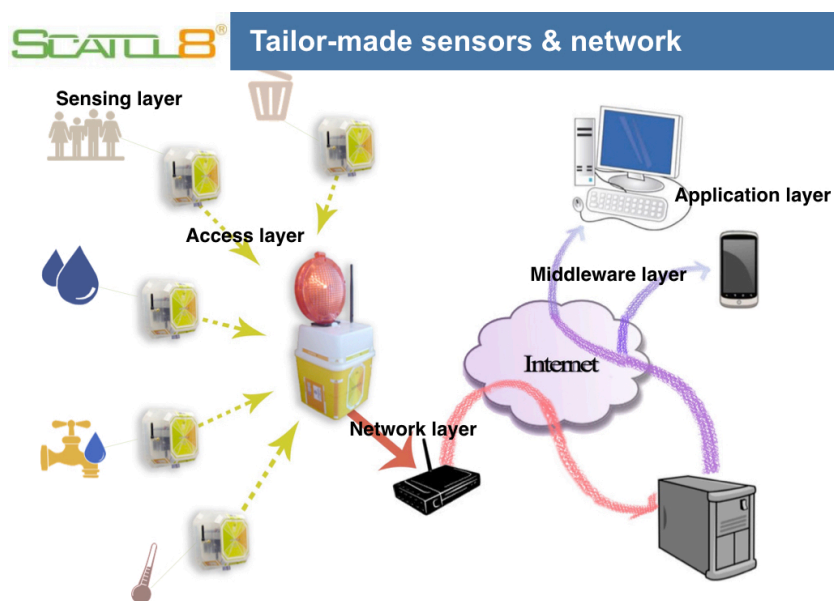 SCATOL8®
Tailor-made sensors & network
Sensing layer
Application layer
Access layer
Middleware layer
Internet
Network layer